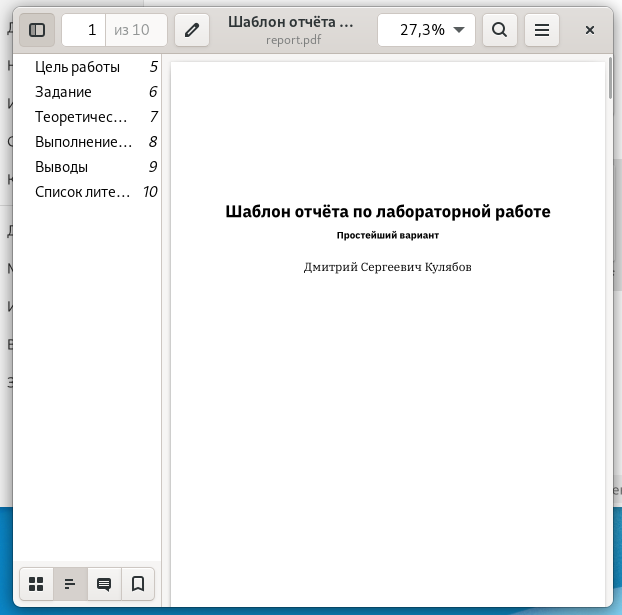 1
из 10
Шаблон отчёта …
report.pdf
27,3%
Цель работы 5
Задание 6
Теоретичес… 7
Выполнение… 8
Выводы 9
Список лите… 10
Шаблон отчёта по лабораторной работе
Простейший вариант
Дмитрий Сергеевич Кулябов